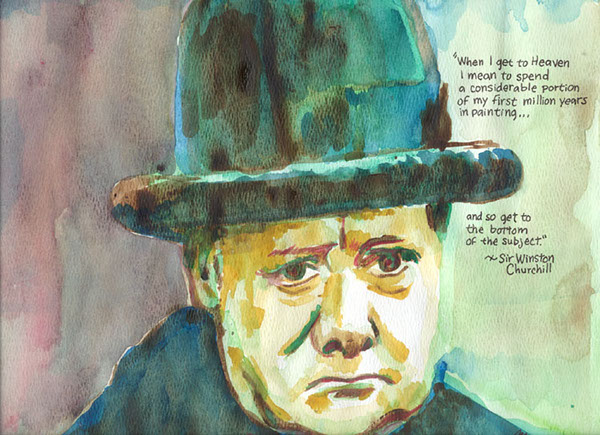 "When I get to Heaven
I mean to spend
a considerable portion
of my first million years
in painting...
and so get to
the bottom
of the subject."
~Sir Winston
Churchill